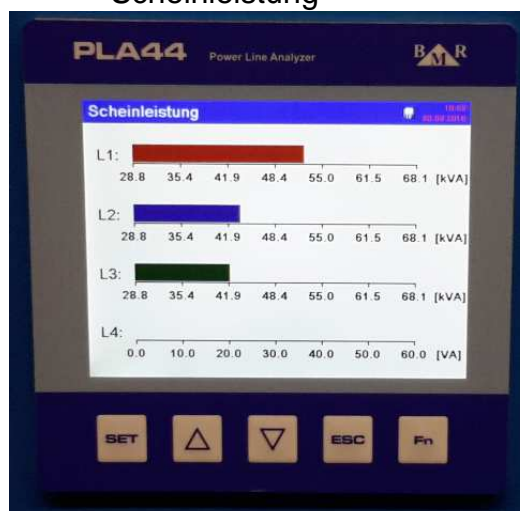 Scheinleistung
PLA44 Power Line Analyzer BMR
Scheinleistung
L1:
28.8 35.4 41.9 48.4 55.0 61.5 68.1 [kVA]
L2:
28.8 35.4 41.9 48.4 55.0 61.5 68.1 [kVA]
L3:
28.8 35.4 41.9 48.4 55.0 61.5 68.1 [kVA]
L4:
0.0 10.0 20.0 30.0 40.0 50.0 60.0 [VA]
SET ESC Fn